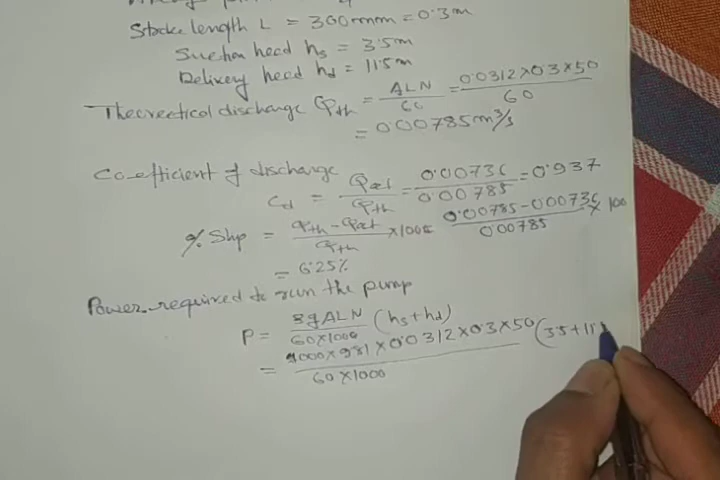 Stroke length L = 300mm = 0.3m
Suction head hs = 3.5m
Delivery head hd = 11.5m
Theorectical discharge Qth = ALN/60 = 0.0312×0.3×50/60
= 0.00785m³/s
Co-efficient of discharge
Cd = Qact/Qth = 0.00736/0.00785 = 0.937
% Slip = Qth-Qact/Qth ×100 = 0.00785-0.00736/0.00785 × 100
= 6.25%
Power required to run the pump
P = ρgALN/60×1000 (hs+hd)
= 1000×9.81×0.0312×0.3×50/60×1000 (3.5+11.5